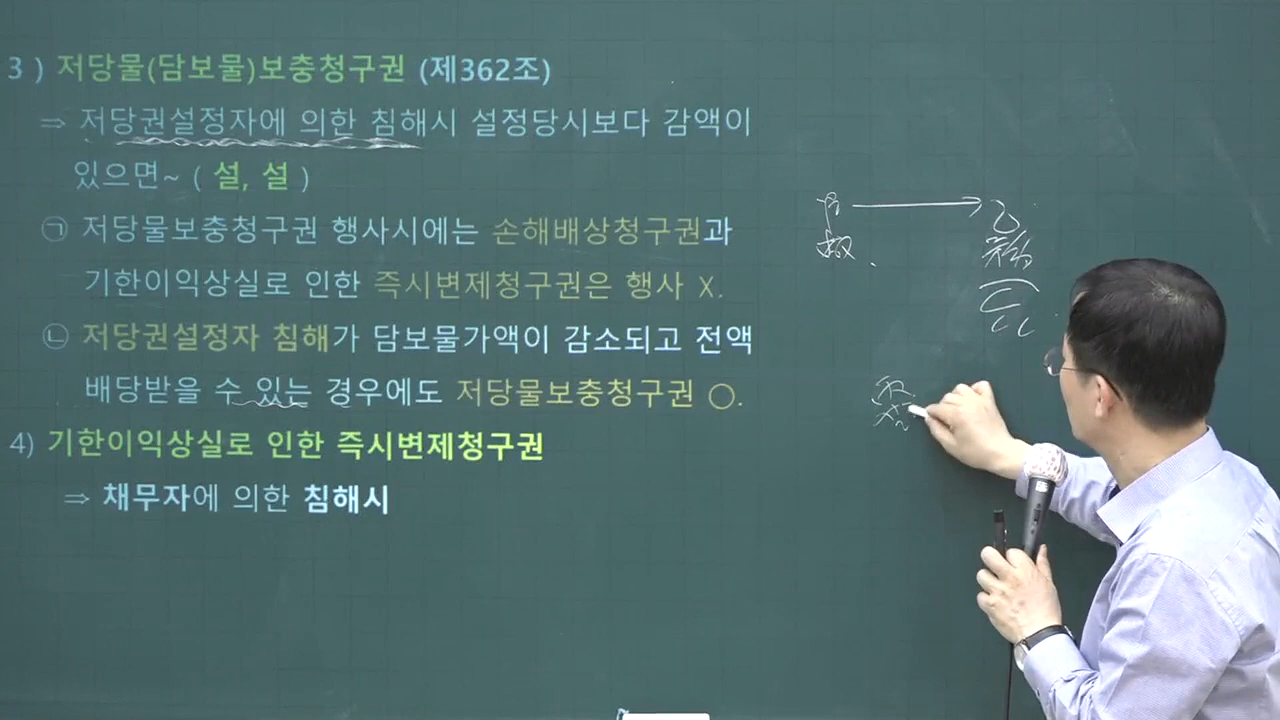 3 ) 저당물(담보물)보충청구권 (제362조)
⇒ 저당권설정자에 의한 침해시 설정당시보다 감액이
있으면~ ( 설, 설 )
㉠ 저당물보충청구권 행사시에는 손해배상청구권과
기한이익상실로 인한 즉시변제청구권은 행사 X.
㉡ 저당권설정자 침해가 담보물가액이 감소되고 전액
배당받을 수 있는 경우에도 저당물보충청구권 ○.
4) 기한이익상실로 인한 즉시변제청구권
⇒ 채무자에 의한 침해시
乙